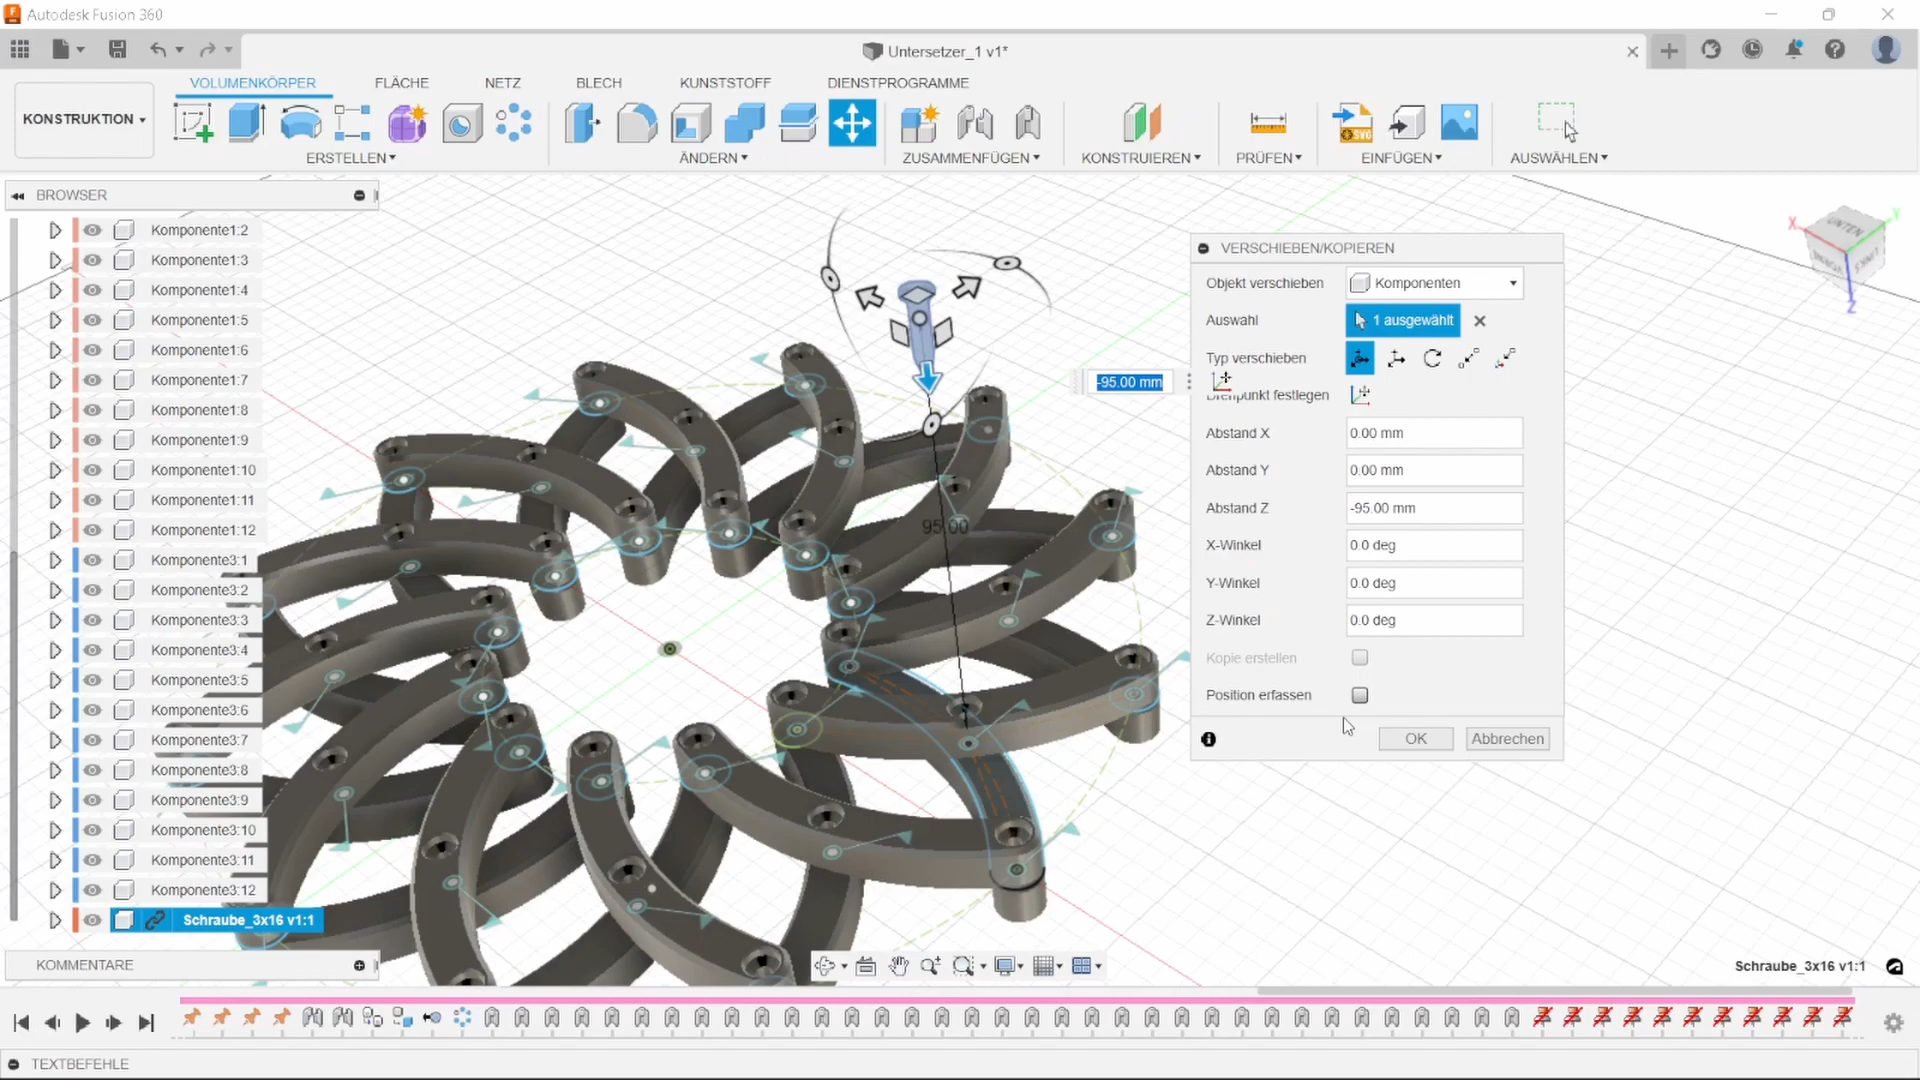 Autodesk Fusion 360
Untersetzer_1 v1*
KONSTRUKTION
VOLUMENKÖRPER
FLÄCHE
NETZ
BLECH
KUNSTSTOFF
DIENSTPROGRAMME
ERSTELLEN
ÄNDERN
ZUSAMMENFÜGEN
KONSTRUIEREN
PRÜFEN
EINFÜGEN
AUSWÄHLEN
SVG
BROWSER
Komponente1:2
Komponente1:3
Komponente1:4
Komponente1:5
Komponente1:6
Komponente1:7
Komponente1:8
Komponente1:9
Komponente1:10
Komponente1:11
Komponente1:12
Komponente3:1
Komponente3:2
Komponente3:3
Komponente3:4
Komponente3:5
Komponente3:6
Komponente3:7
Komponente3:8
Komponente3:9
Komponente3:10
Komponente3:11
Komponente3:12
Schraube_3x16 v1:1
95.00
-95.00 mm
VERSCHIEBEN/KOPIEREN
Objekt verschieben Komponenten
Auswahl 1 ausgewählt
Typ verschieben
Drehpunkt festlegen
Abstand X 0.00 mm
Abstand Y 0.00 mm
Abstand Z -95.00 mm
X-Winkel 0.0 deg
Y-Winkel 0.0 deg
Z-Winkel 0.0 deg
Kopie erstellen
Position erfassen
OK Abbrechen
X
Y
Z
UNTEN
LINKS
KOMMENTARE
Schraube_3x16 v1:1
TEXTBEFEHLE